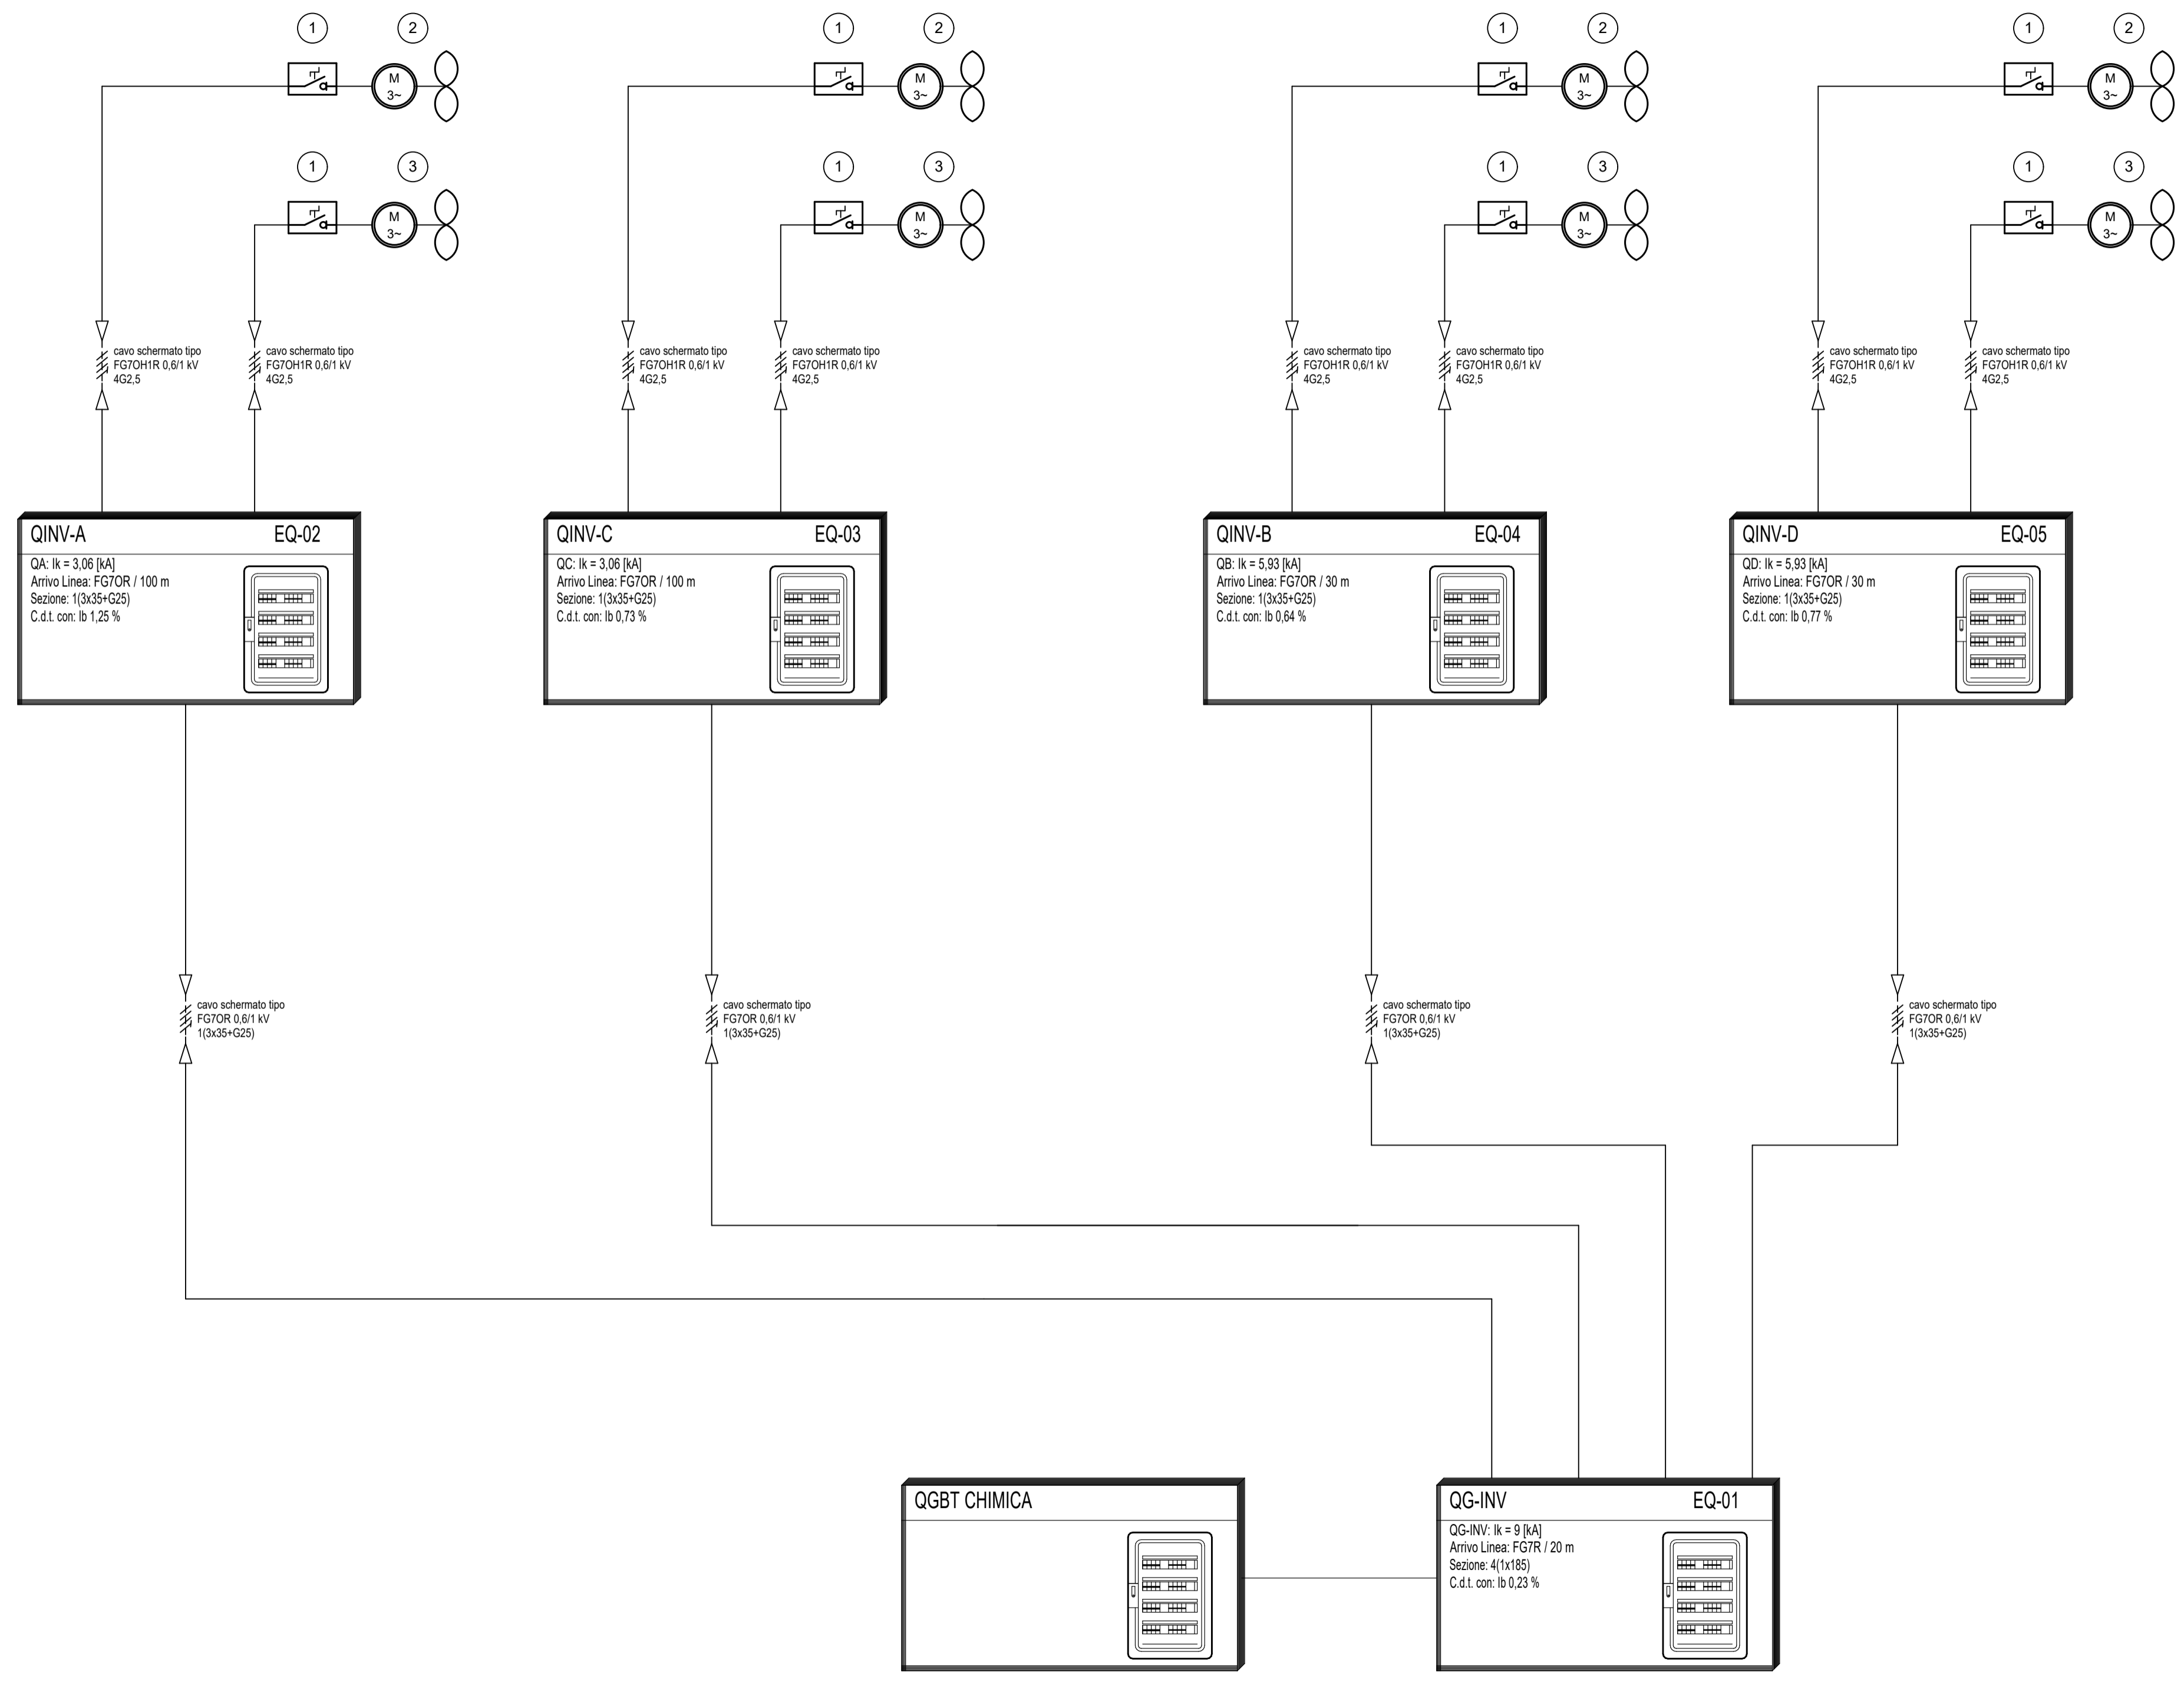 1
2
1
2
1
2
1
2
M
3~
M
3~
M
3~
M
3~
1
3
1
3
1
3
1
3
M
3~
M
3~
M
3~
M
3~
cavo schermato tipo
FG7OH1R 0,6/1 kV
4G2,5
cavo schermato tipo
FG7OH1R 0,6/1 kV
4G2,5
cavo schermato tipo
FG7OH1R 0,6/1 kV
4G2,5
cavo schermato tipo
FG7OH1R 0,6/1 kV
4G2,5
cavo schermato tipo
FG7OH1R 0,6/1 kV
4G2,5
cavo schermato tipo
FG7OH1R 0,6/1 kV
4G2,5
cavo schermato tipo
FG7OH1R 0,6/1 kV
4G2,5
cavo schermato tipo
FG7OH1R 0,6/1 kV
4G2,5
QINV-A EQ-02
QA: Ik = 3,06 [kA]
Arrivo Linea: FG7OR / 100 m
Sezione: 1(3x35+G25)
C.d.t. con: Ib 1,25 %
QINV-C EQ-03
QC: Ik = 3,06 [kA]
Arrivo Linea: FG7OR / 100 m
Sezione: 1(3x35+G25)
C.d.t. con: Ib 0,73 %
QINV-B EQ-04
QB: Ik = 5,93 [kA]
Arrivo Linea: FG7OR / 30 m
Sezione: 1(3x35+G25)
C.d.t. con: Ib 0,64 %
QINV-D EQ-05
QD: Ik = 5,93 [kA]
Arrivo Linea: FG7OR / 30 m
Sezione: 1(3x35+G25)
C.d.t. con: Ib 0,77 %
cavo schermato tipo
FG7OR 0,6/1 kV
1(3x35+G25)
cavo schermato tipo
FG7OR 0,6/1 kV
1(3x35+G25)
cavo schermato tipo
FG7OR 0,6/1 kV
1(3x35+G25)
cavo schermato tipo
FG7OR 0,6/1 kV
1(3x35+G25)
QGBT CHIMICA
QG-INV EQ-01
QG-INV: Ik = 9 [kA]
Arrivo Linea: FG7R / 20 m
Sezione: 4(1x185)
C.d.t. con: Ib 0,23 %